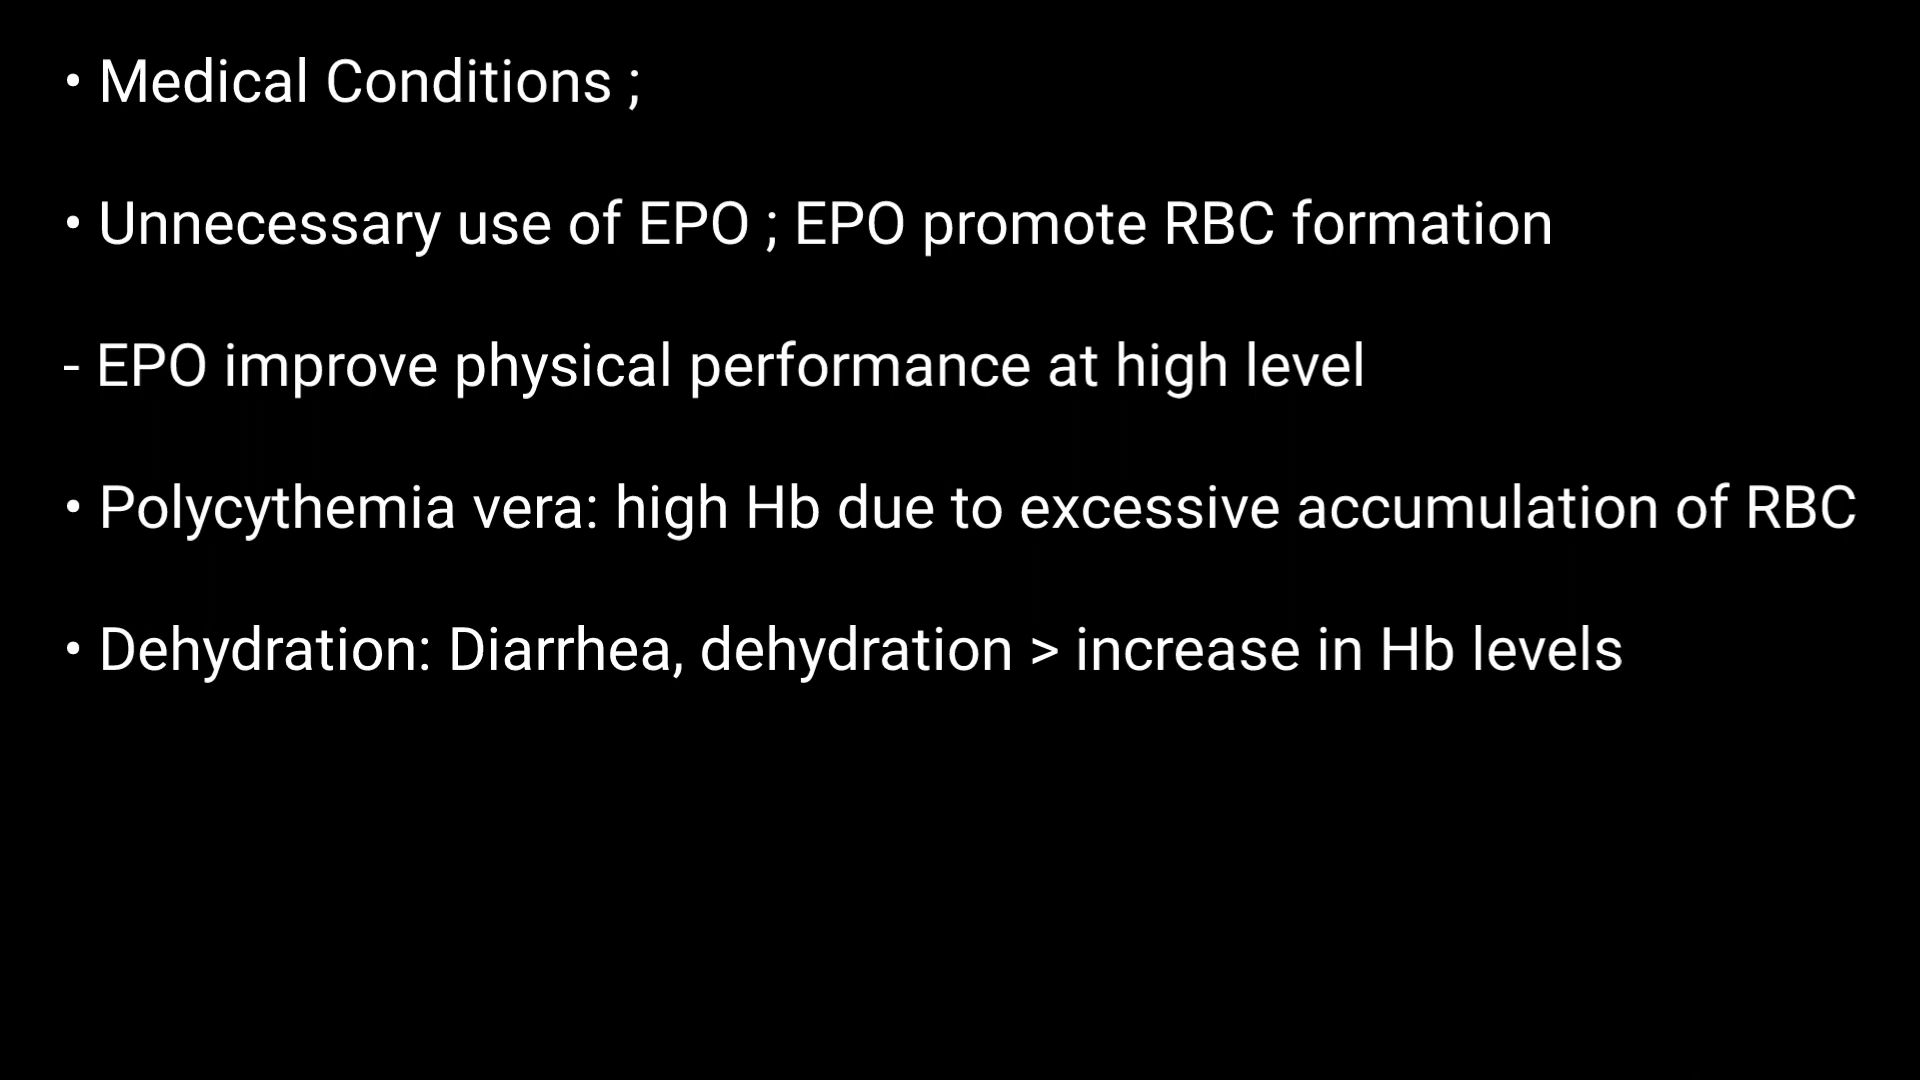 • Medical Conditions ;
• Unnecessary use of EPO ; EPO promote RBC formation
- EPO improve physical performance at high level
• Polycythemia vera: high Hb due to excessive accumulation of RBC
• Dehydration: Diarrhea, dehydration > increase in Hb levels